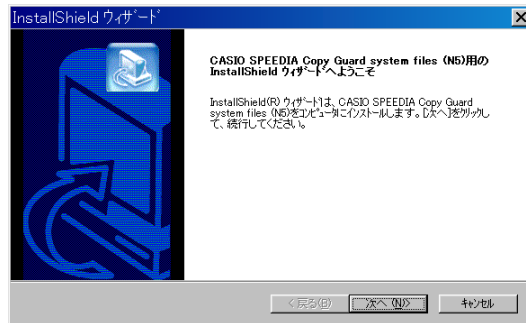 InstallShield ウィザード
CASIO SPEEDIA Copy Guard system files (N5)用の
InstallShield ウィザードへようこそ
InstallShield(R) ウィザードは、CASIO SPEEDIA Copy Guard
system files (N5)をコンピュータにインストールします。[次へ]をクリックし
て、続行してください。
< 戻る(B)
次へ (N)>
キャンセル